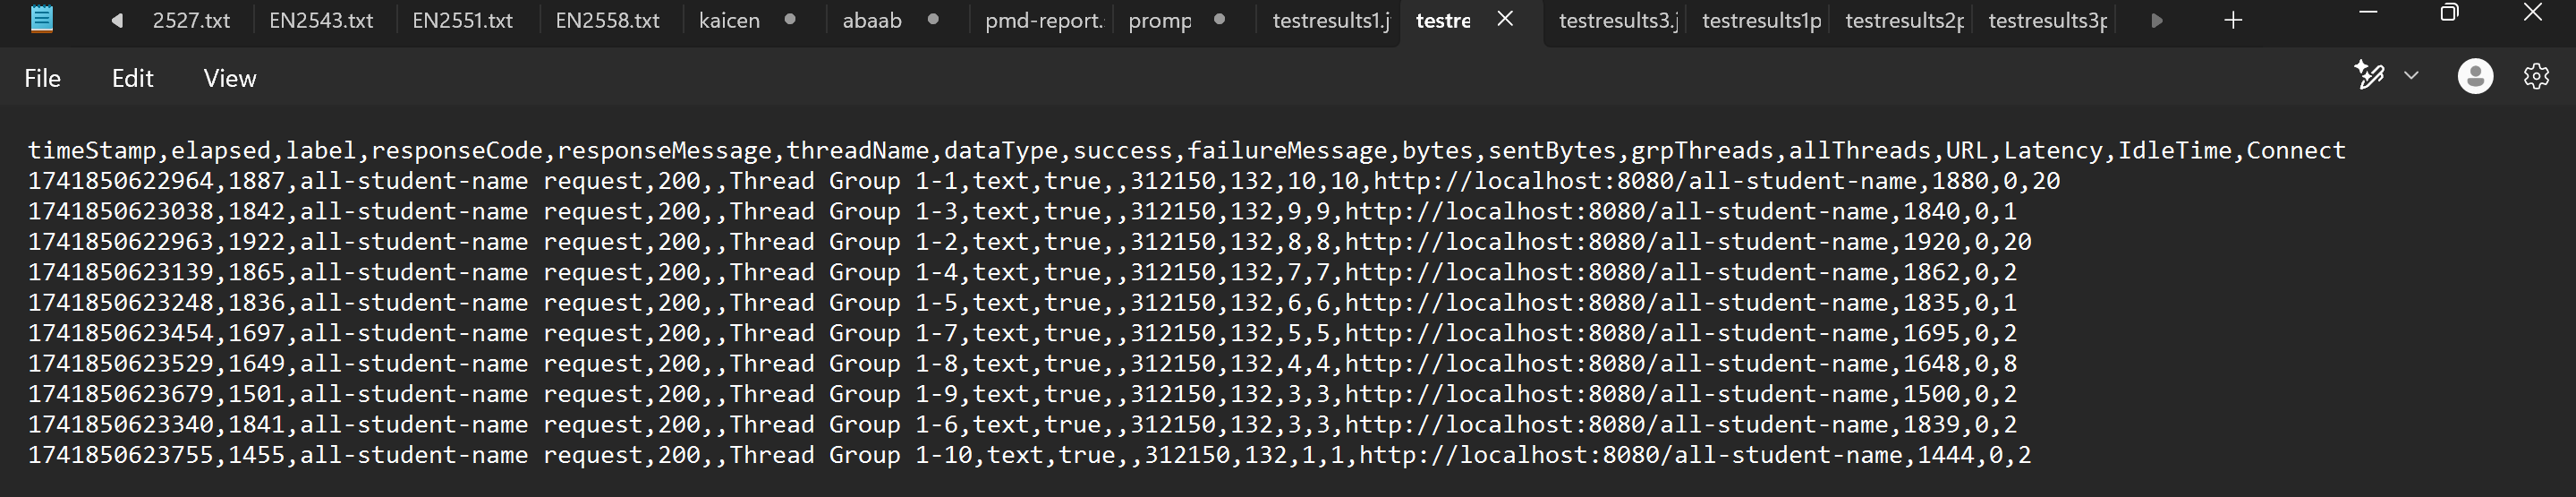 2527.txt EN2543.txt EN2551.txt EN2558.txt kaicen abaab pmd-report. promp testresults1.j testre testresults3.j testresults1p testresults2p testresults3p
File Edit View
timeStamp,elapsed,label,responseCode,responseMessage,threadName,dataType,success,failureMessage,bytes,sentBytes,grpThreads,allThreads,URL,Latency,IdleTime,Connect
1741850622964,1887,all-student-name request,200,,Thread Group 1-1,text,true,,312150,132,10,10,http://localhost:8080/all-student-name,1880,0,20
1741850623038,1842,all-student-name request,200,,Thread Group 1-3,text,true,,312150,132,9,9,http://localhost:8080/all-student-name,1840,0,1
1741850622963,1922,all-student-name request,200,,Thread Group 1-2,text,true,,312150,132,8,8,http://localhost:8080/all-student-name,1920,0,20
1741850623139,1865,all-student-name request,200,,Thread Group 1-4,text,true,,312150,132,7,7,http://localhost:8080/all-student-name,1862,0,2
1741850623248,1836,all-student-name request,200,,Thread Group 1-5,text,true,,312150,132,6,6,http://localhost:8080/all-student-name,1835,0,1
1741850623454,1697,all-student-name request,200,,Thread Group 1-7,text,true,,312150,132,5,5,http://localhost:8080/all-student-name,1695,0,2
1741850623529,1649,all-student-name request,200,,Thread Group 1-8,text,true,,312150,132,4,4,http://localhost:8080/all-student-name,1648,0,8
1741850623679,1501,all-student-name request,200,,Thread Group 1-9,text,true,,312150,132,3,3,http://localhost:8080/all-student-name,1500,0,2
1741850623340,1841,all-student-name request,200,,Thread Group 1-6,text,true,,312150,132,3,3,http://localhost:8080/all-student-name,1839,0,2
1741850623755,1455,all-student-name request,200,,Thread Group 1-10,text,true,,312150,132,1,1,http://localhost:8080/all-student-name,1444,0,2